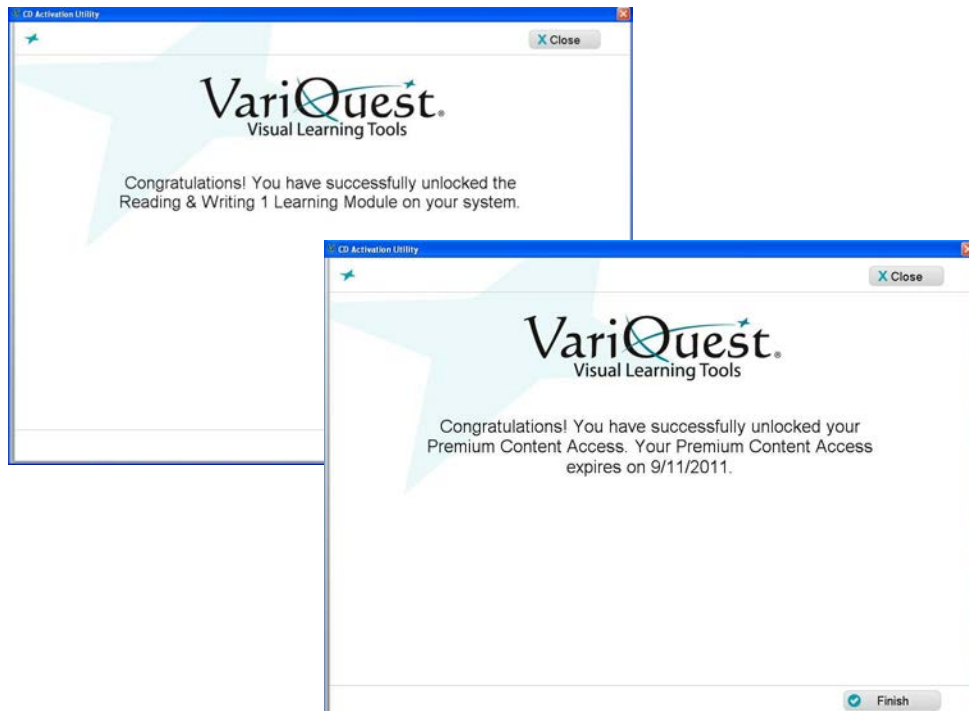 CD Activation Utility
X Close
VariQuest®
Visual Learning Tools
Congratulations! You have successfully unlocked the
Reading & Writing 1 Learning Module on your system.
CD Activation Utility
X Close
VariQuest®
Visual Learning Tools
Congratulations! You have successfully unlocked your
Premium Content Access. Your Premium Content Access
expires on 9/11/2011.
Finish